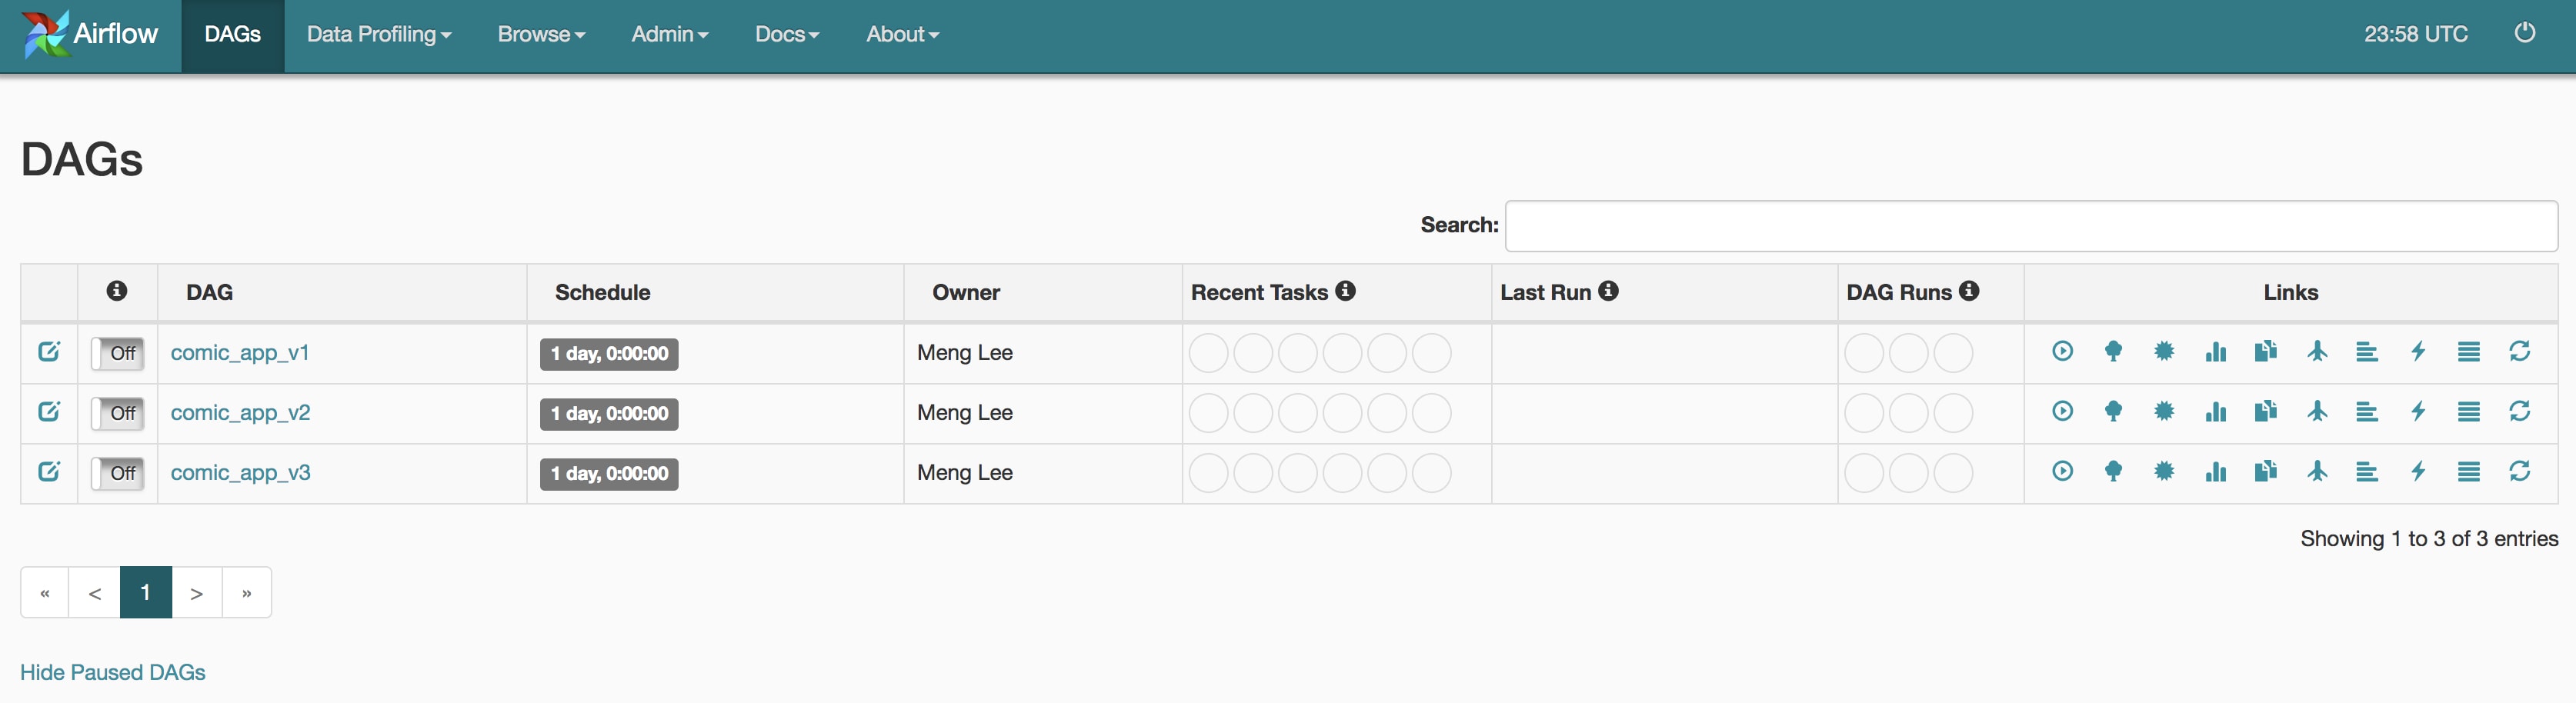 Airflow DAGs Data Profiling Browse Admin Docs About 23:58 UTC
DAGs
Search:
DAG Schedule Owner Recent Tasks Last Run DAG Runs Links
Off comic_app_v1 1 day, 0:00:00 Meng Lee
Off comic_app_v2 1 day, 0:00:00 Meng Lee
Off comic_app_v3 1 day, 0:00:00 Meng Lee
Showing 1 to 3 of 3 entries
« < 1 > »
Hide Paused DAGs